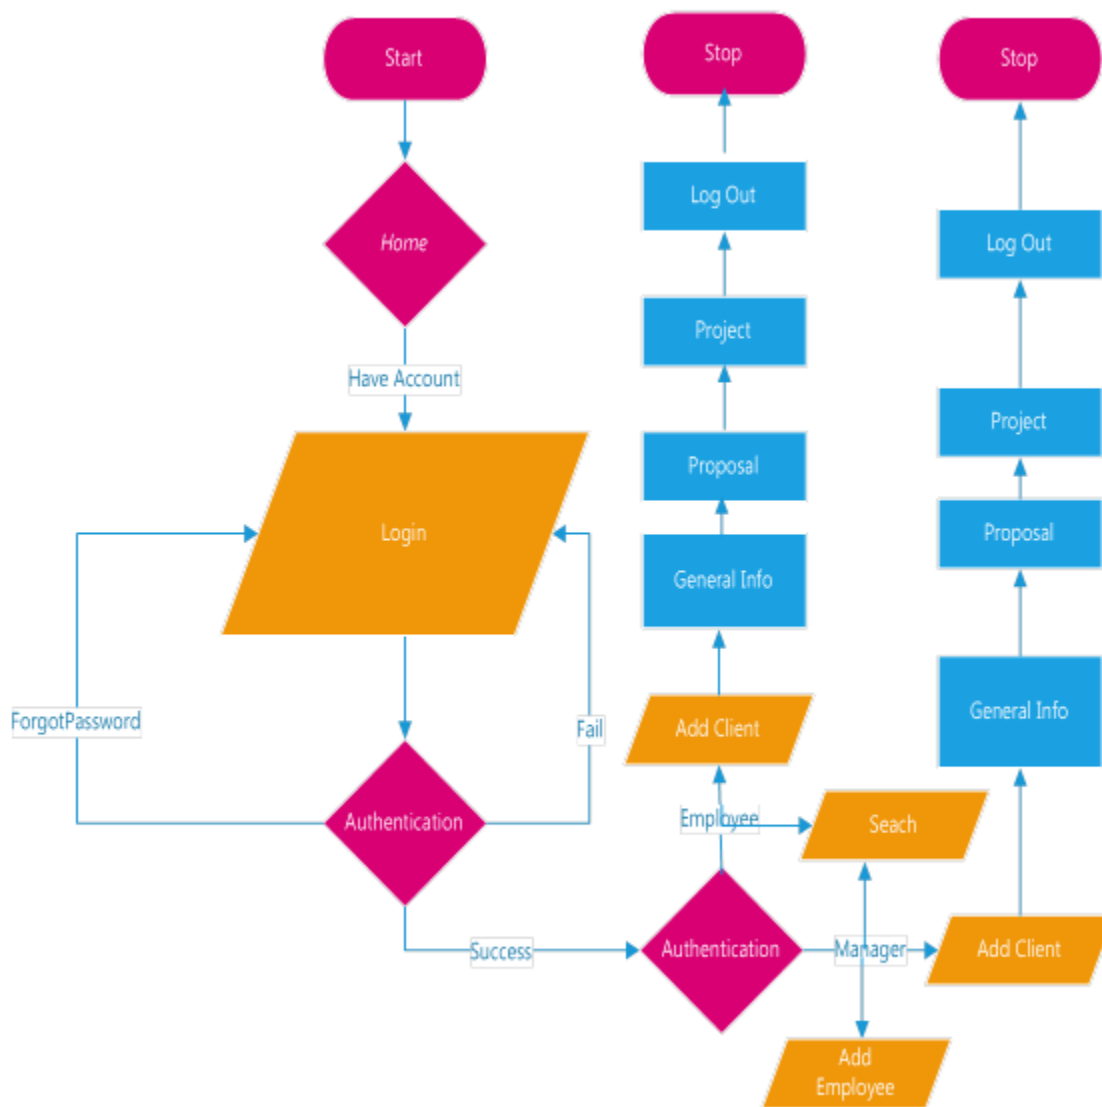 Start
Home
Have Account
Login
ForgotPassword
Fail
Authentication
Success
Stop
Log Out
Project
Proposal
General Info
Add Client
Employee
Seach
Authentication
Manager
Add
Employee
Stop
Log Out
Project
Proposal
General Info
Add Client